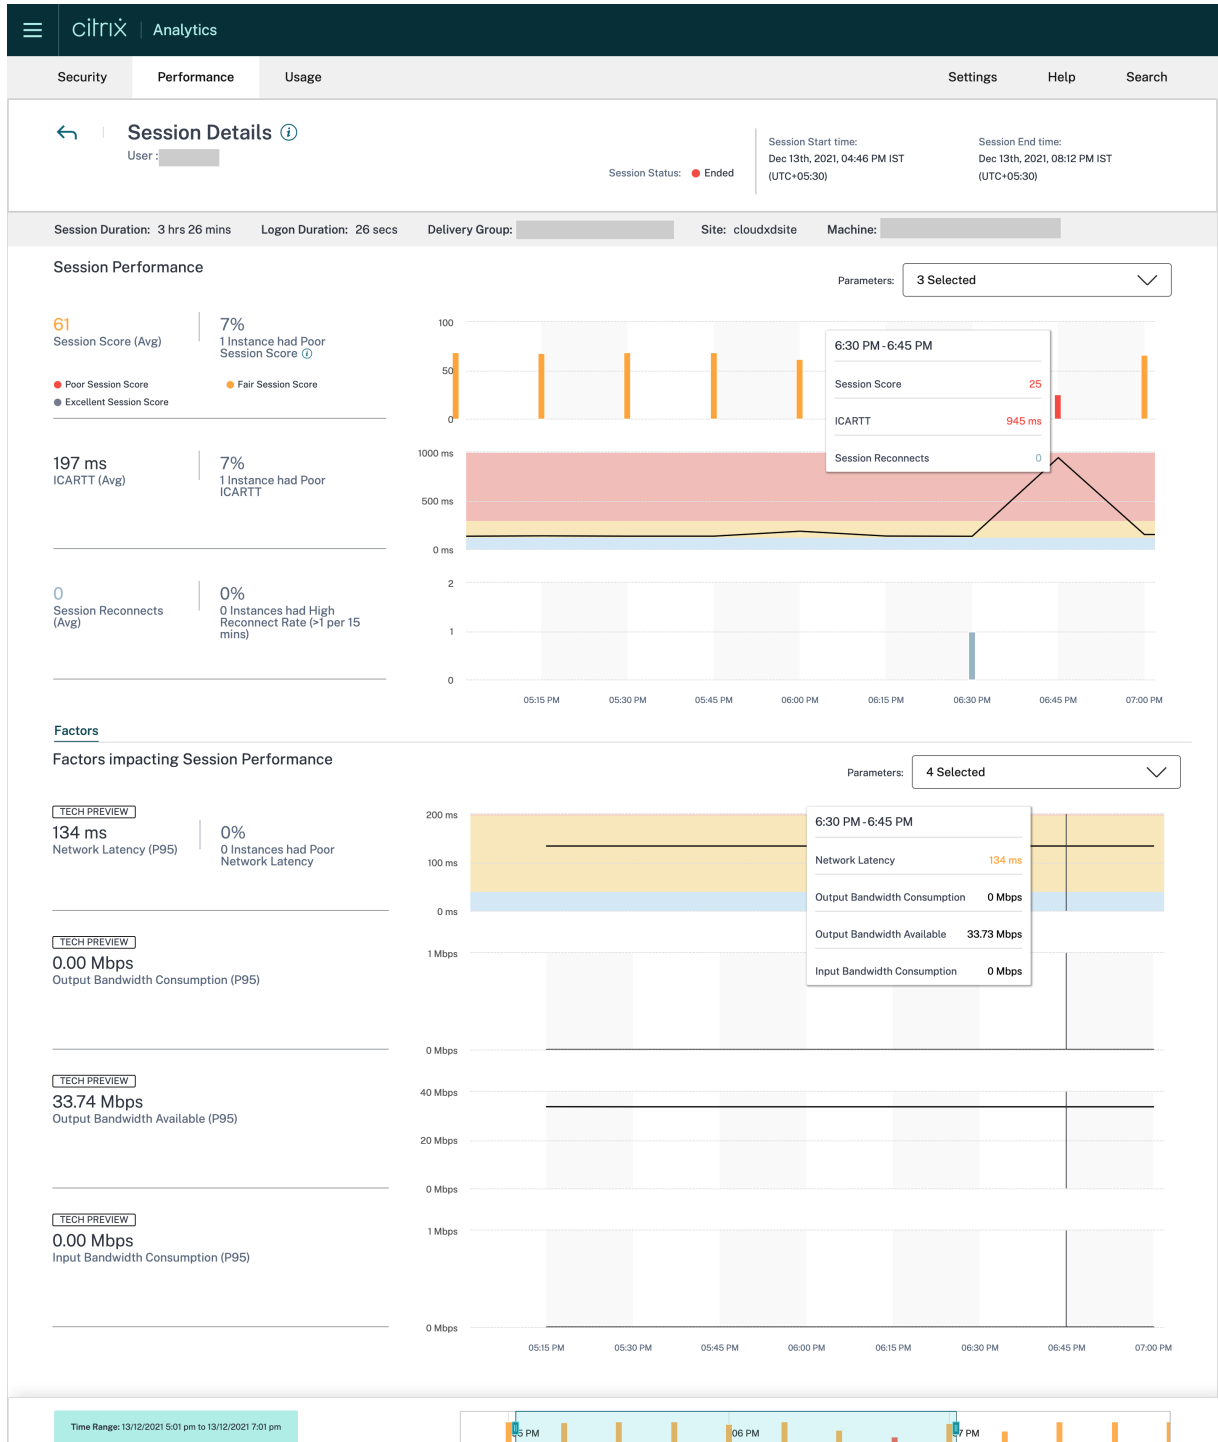 citrix | Analytics
Security Performance Usage Settings Help Search
Session Details
User :
Session Status: Ended
Session Start time:
Dec 13th, 2021, 04:46 PM IST
(UTC+05:30)
Session End time:
Dec 13th, 2021, 08:12 PM IST
(UTC+05:30)
Session Duration: 3 hrs 26 mins Logon Duration: 26 secs Delivery Group: Site: cloudxdsite Machine:
Session Performance
Parameters: 3 Selected
61
Session Score (Avg)
7%
1 Instance had Poor
Session Score
Poor Session Score
Fair Session Score
Excellent Session Score
100
50
0
6:30 PM - 6:45 PM
Session Score 25
ICARTT 945 ms
Session Reconnects 0
197 ms
ICARTT (Avg)
7%
1 Instance had Poor
ICARTT
1000 ms
500 ms
0 ms
0
Session Reconnects
(Avg)
0%
0 Instances had High
Reconnect Rate (>1 per 15
mins)
2
1
0
05:15 PM 05:30 PM 05:45 PM 06:00 PM 06:15 PM 06:30 PM 06:45 PM 07:00 PM
Factors
Factors impacting Session Performance
Parameters: 4 Selected
TECH PREVIEW
134 ms
Network Latency (P95)
0%
0 Instances had Poor
Network Latency
200 ms
100 ms
0 ms
6:30 PM - 6:45 PM
Network Latency 134 ms
Output Bandwidth Consumption 0 Mbps
Output Bandwidth Available 33.73 Mbps
Input Bandwidth Consumption 0 Mbps
TECH PREVIEW
0.00 Mbps
Output Bandwidth Consumption (P95)
1 Mbps
0 Mbps
TECH PREVIEW
33.74 Mbps
Output Bandwidth Available (P95)
40 Mbps
20 Mbps
0 Mbps
TECH PREVIEW
0.00 Mbps
Input Bandwidth Consumption (P95)
1 Mbps
0 Mbps
05:15 PM 05:30 PM 05:45 PM 06:00 PM 06:15 PM 06:30 PM 06:45 PM 07:00 PM
Time Range: 13/12/2021 5:01 pm to 13/12/2021 7:01 pm
5 PM 06 PM 7 PM